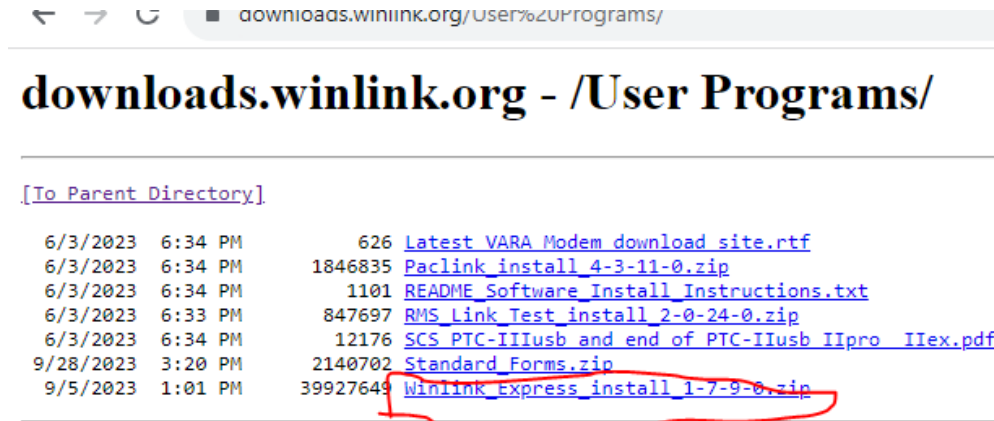 downloads.winlink.org/User%20Programs/
downloads.winlink.org - /User Programs/
[To Parent Directory]
6/3/2023 6:34 PM 626 Latest VARA Modem download site.rtf
6/3/2023 6:34 PM 1846835 Paclink_install_4-3-11-0.zip
6/3/2023 6:34 PM 1101 README_Software_Install_Instructions.txt
6/3/2023 6:33 PM 847697 RMS_Link_Test_install_2-0-24-0.zip
6/3/2023 6:34 PM 12176 SCS PTC-IIIusb and end of PTC-IIusb IIpro IIex.pdf
9/28/2023 3:20 PM 2140702 Standard_Forms.zip
9/5/2023 1:01 PM 39927649 Winlink_Express_install_1-7-9-0.zip